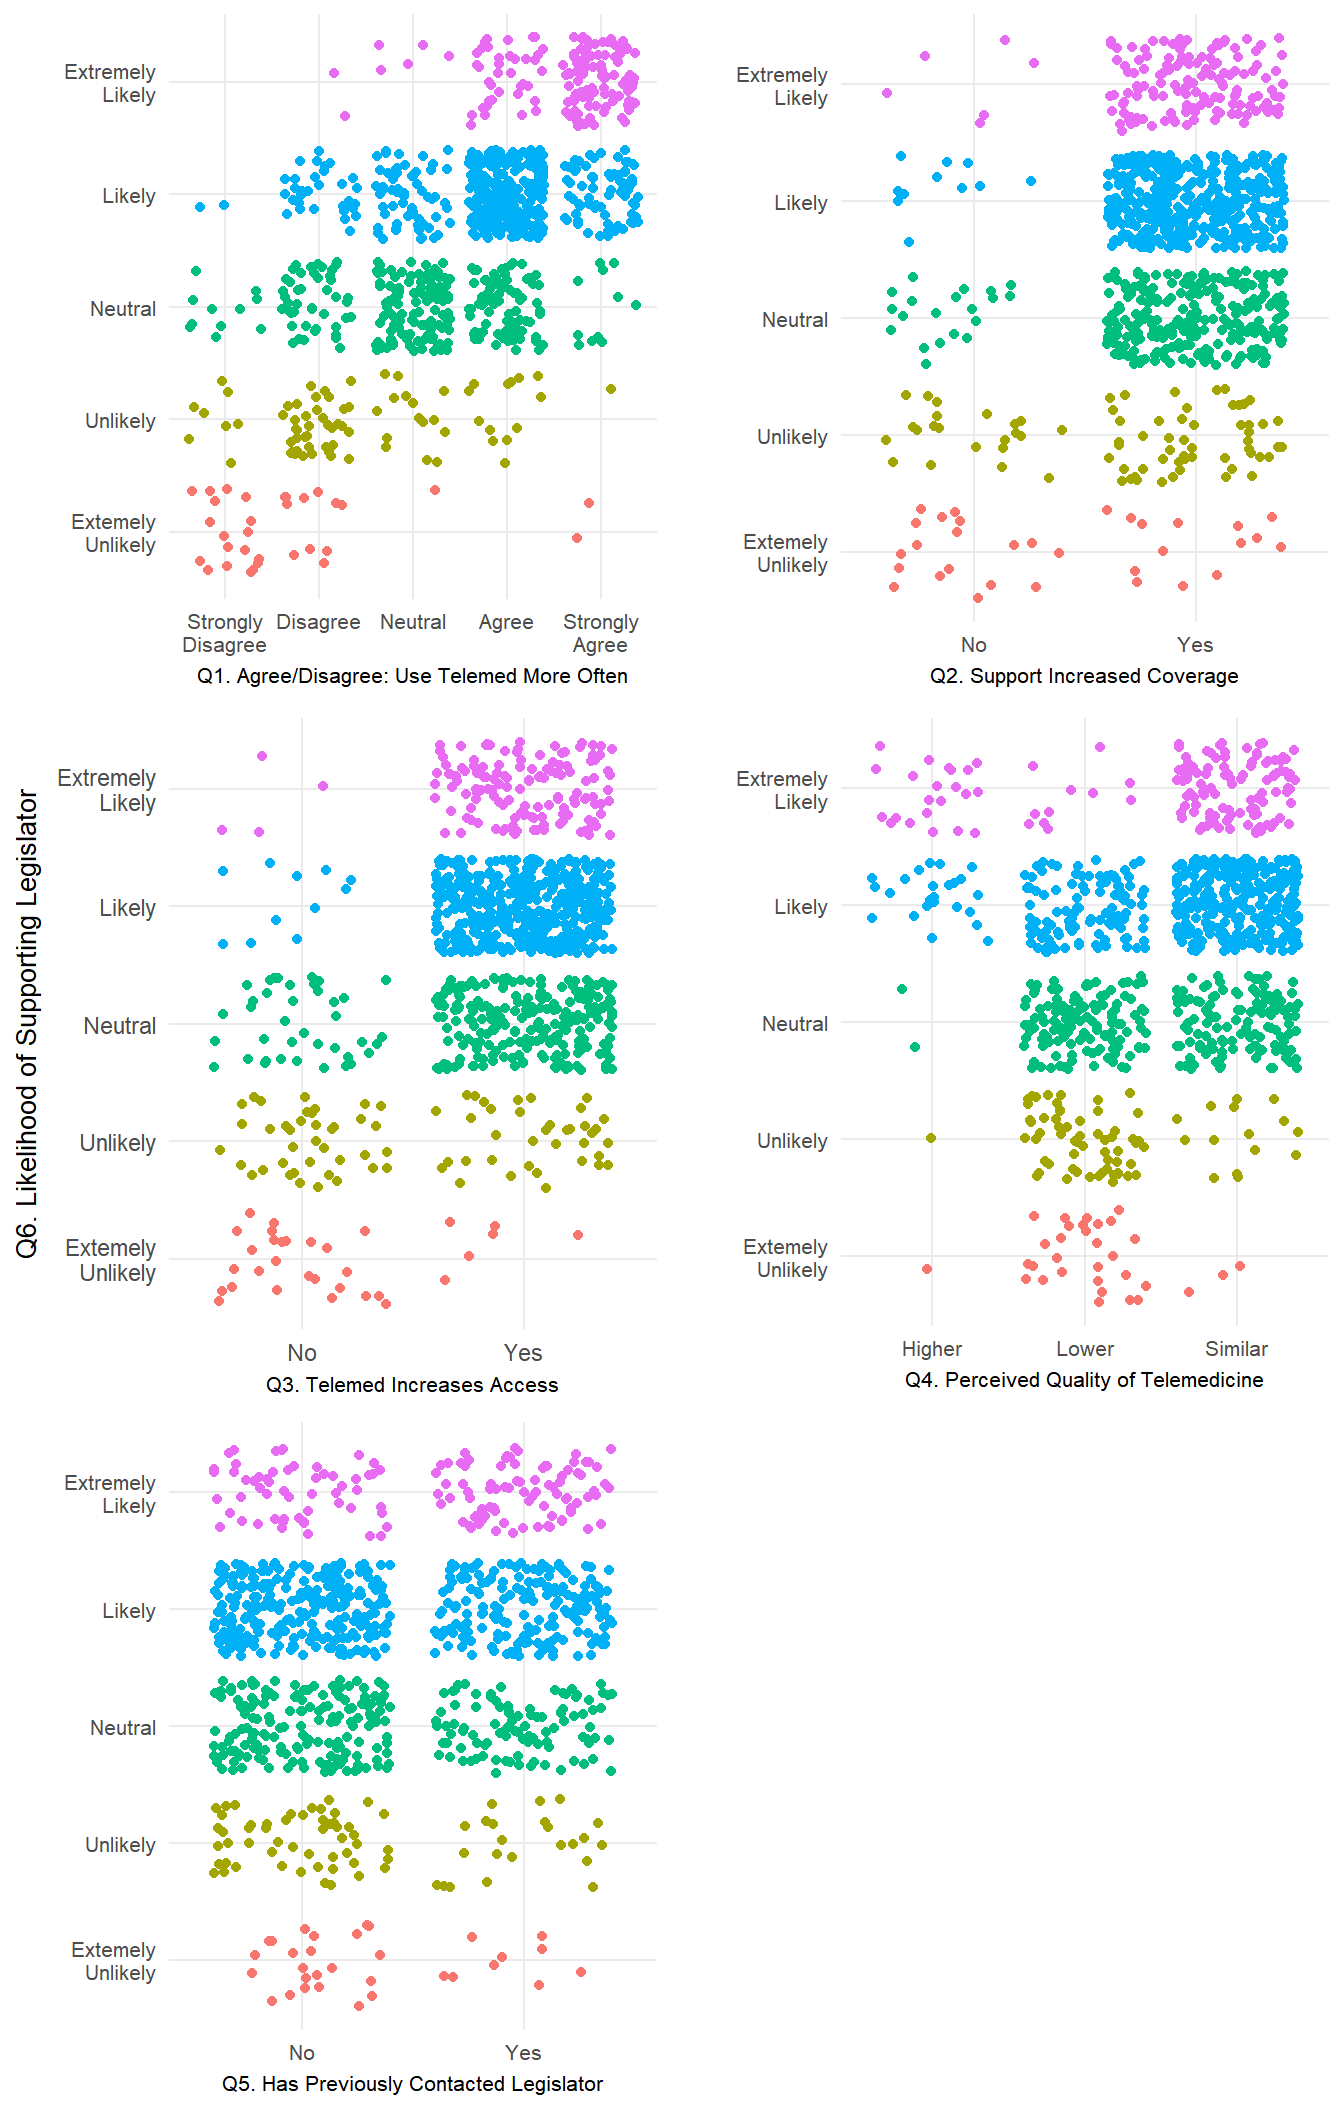 Extremely
Likely
Likely
Neutral
Unlikely
Extemely
Unlikely
Strongly
Disagree
Disagree
Neutral
Agree
Strongly
Agree
Q1. Agree/Disagree: Use Telemed More Often
Extremely
Likely
Likely
Neutral
Unlikely
Extemely
Unlikely
No
Yes
Q2. Support Increased Coverage
Q6. Likelihood of Supporting Legislator
Extremely
Likely
Likely
Neutral
Unlikely
Extemely
Unlikely
No
Yes
Q3. Telemed Increases Access
Extremely
Likely
Likely
Neutral
Unlikely
Extemely
Unlikely
Higher
Lower
Similar
Q4. Perceived Quality of Telemedicine
Extremely
Likely
Likely
Neutral
Unlikely
Extemely
Unlikely
No
Yes
Q5. Has Previously Contacted Legislator